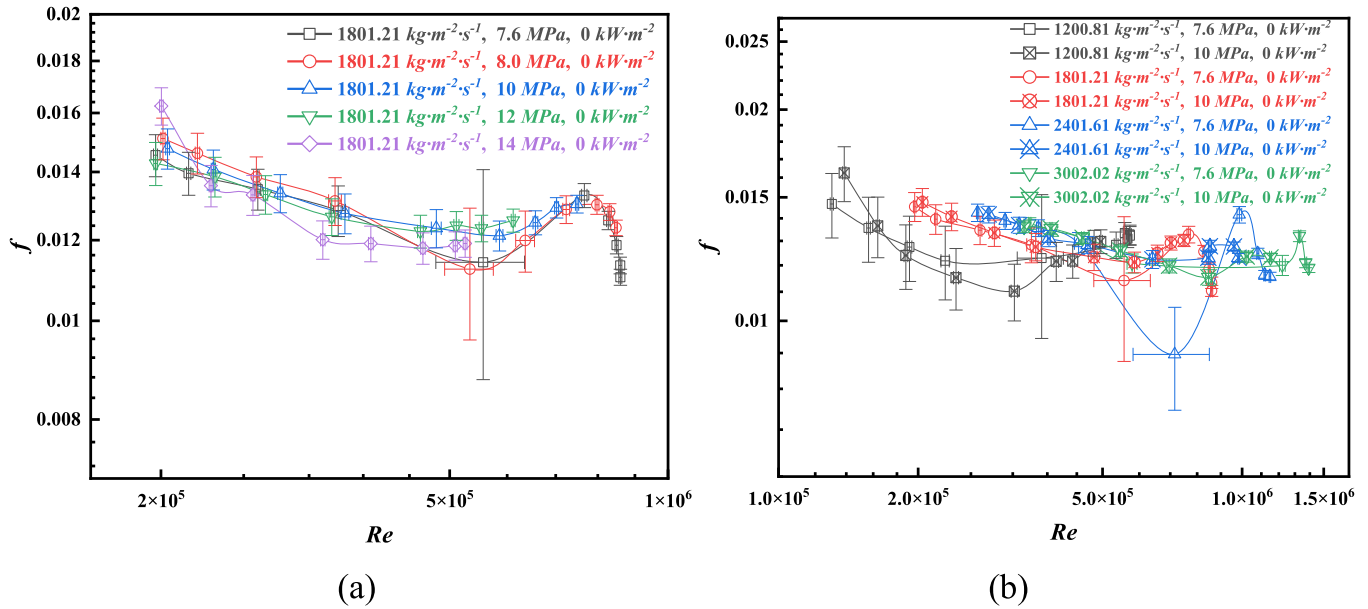 0.02
0.018
0.016
0.014
0.012
0.01
0.008
f
2×10⁵
5×10⁵
1×10⁶
Re
1801.21 kg·m⁻²·s⁻¹, 7.6 MPa, 0 kW·m⁻²
1801.21 kg·m⁻²·s⁻¹, 8.0 MPa, 0 kW·m⁻²
1801.21 kg·m⁻²·s⁻¹, 10 MPa, 0 kW·m⁻²
1801.21 kg·m⁻²·s⁻¹, 12 MPa, 0 kW·m⁻²
1801.21 kg·m⁻²·s⁻¹, 14 MPa, 0 kW·m⁻²
(a)
0.025
0.02
0.015
0.01
f
1.0×10⁵
2.0×10⁵
5.0×10⁵
1.0×10⁶
1.5×10⁶
Re
1200.81 kg·m⁻²·s⁻¹, 7.6 MPa, 0 kW·m⁻²
1200.81 kg·m⁻²·s⁻¹, 10 MPa, 0 kW·m⁻²
1801.21 kg·m⁻²·s⁻¹, 7.6 MPa, 0 kW·m⁻²
1801.21 kg·m⁻²·s⁻¹, 10 MPa, 0 kW·m⁻²
2401.61 kg·m⁻²·s⁻¹, 7.6 MPa, 0 kW·m⁻²
2401.61 kg·m⁻²·s⁻¹, 10 MPa, 0 kW·m⁻²
3002.02 kg·m⁻²·s⁻¹, 7.6 MPa, 0 kW·m⁻²
3002.02 kg·m⁻²·s⁻¹, 10 MPa, 0 kW·m⁻²
(b)